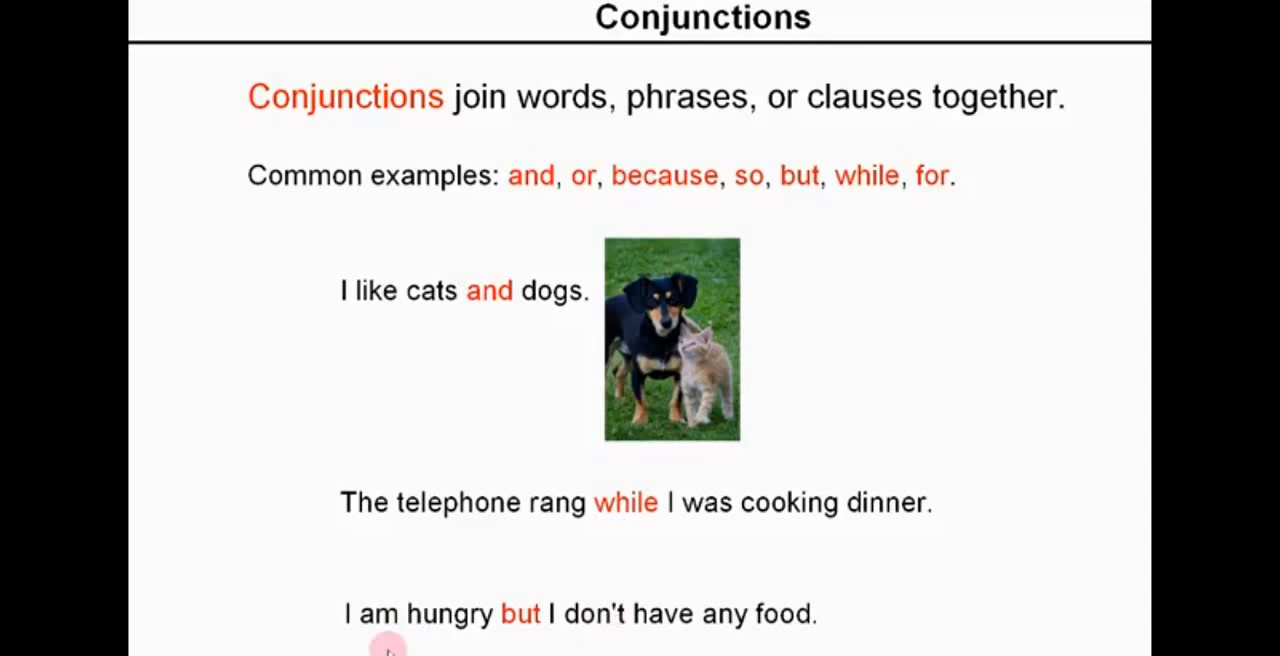 Conjunctions
Conjunctions join words, phrases, or clauses together.
Common examples: and, or, because, so, but, while, for.
I like cats and dogs.
The telephone rang while I was cooking dinner.
I am hungry but I don't have any food.